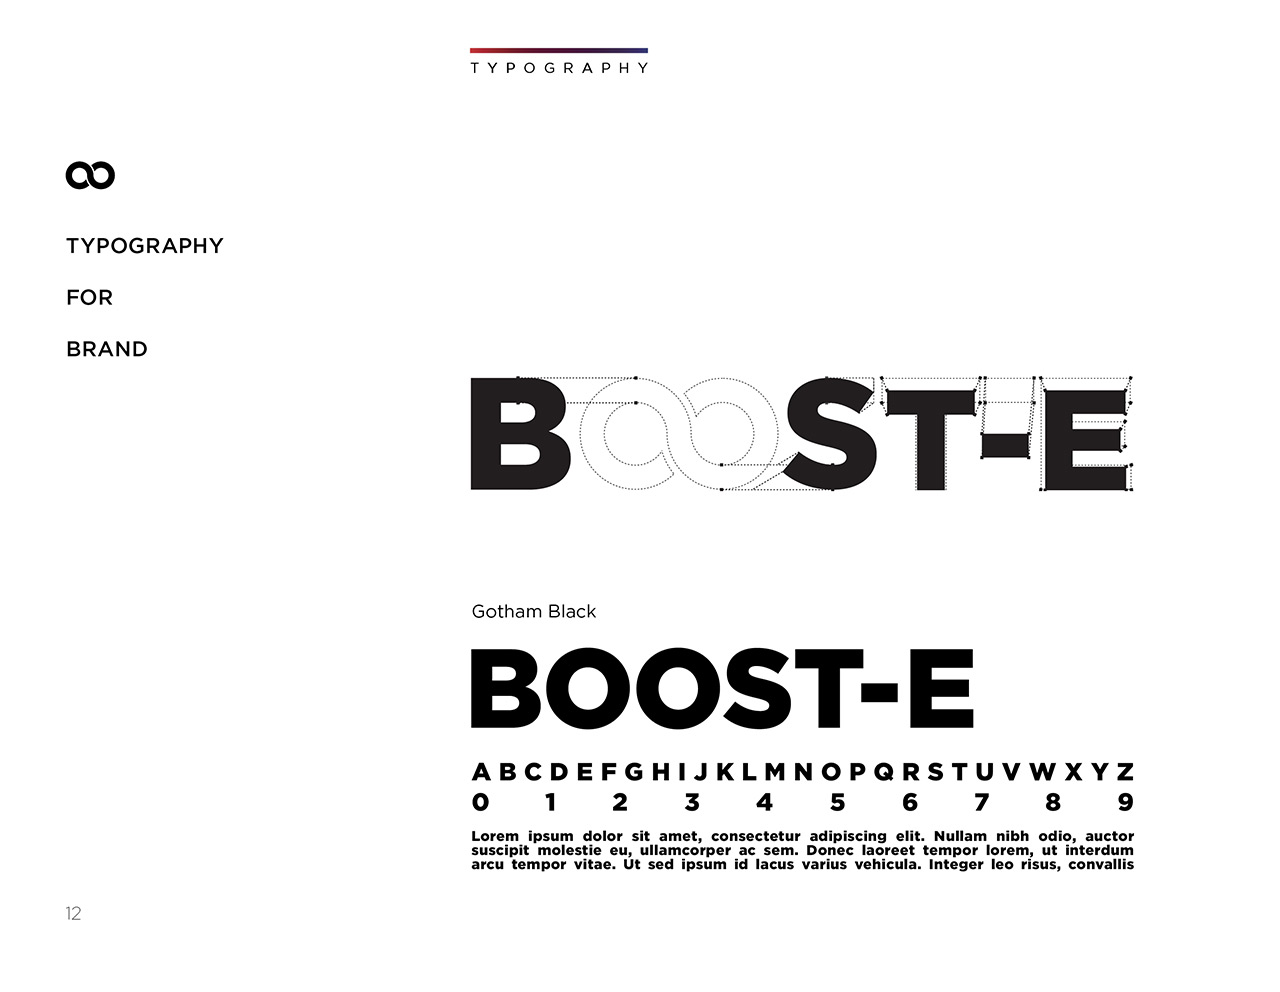 TYPOGRAPHY
TYPOGRAPHY
FOR
BRAND
BOOST-E
Gotham Black
BOOST-E
A B C D E F G H I J K L M N O P Q R S T U V W X Y Z
0 1 2 3 4 5 6 7 8 9
Lorem ipsum dolor sit amet, consectetur adipiscing elit. Nullam nibh odio, auctor
suscipit molestie eu, ullamcorper ac sem. Donec laoreet tempor lorem, ut interdum
arcu tempor vitae. Ut sed ipsum id lacus varius vehicula. Integer leo risus, convallis
12